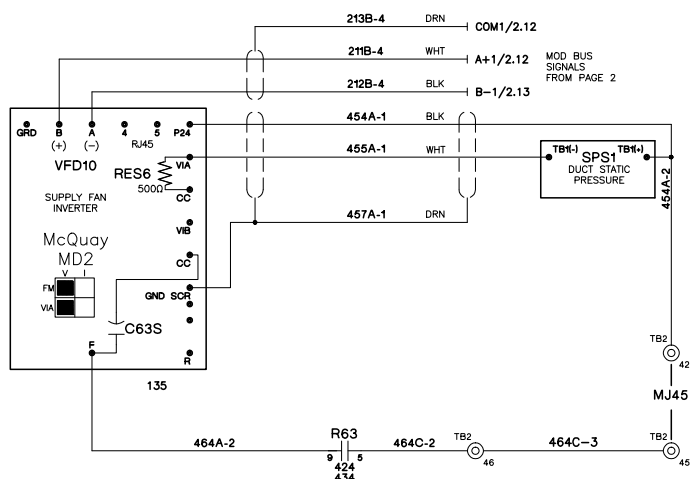 213B-4 DRN COM1/2.12
211B-4 WHT A+1/2.12
MOD BUS
SIGNALS
FROM PAGE 2
212B-4 BLK B-1/2.13
GRD B A 4 5 P24
(+) (-) RJ45
454A-1 BLK
VFD10
RES6
500Ω
VIA
455A-1 WHT
TB1(-) TB1(+)
SPS1
DUCT STATIC
PRESSURE
454A-2
CC
SUPPLY FAN
INVERTER
457A-1 DRN
VIB
McQuay
MD2
V I
FM
VIA
CC
GND SCR
C63S
F
R
135
TB2
42
MJ45
R63
464A-2
9 5
424
434
464C-2
TB2
46
464C-3
TB2
45